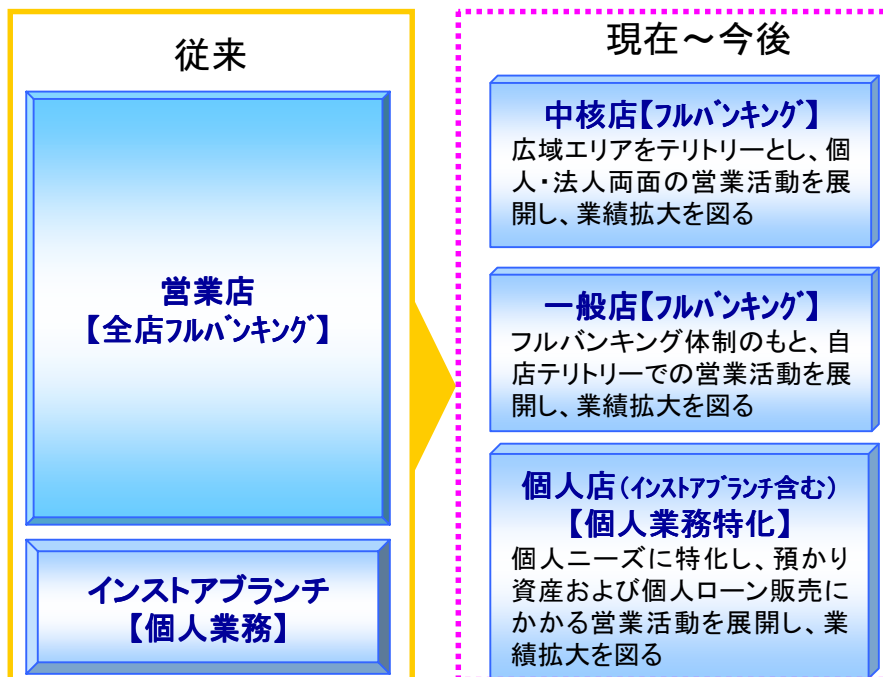 従来
営業店
【全店フルバンキング】
インストアブランチ
【個人業務】
現在～今後
中核店【フルバンキング】
広域エリアをテリトリーとし、個
人・法人両面の営業活動を展
開し、業績拡大を図る
一般店【フルバンキング】
フルバンキング体制のもと、自
店テリトリーでの営業活動を展
開し、業績拡大を図る
個人店(インストアブランチ含む)
【個人業務特化】
個人ニーズに特化し、預かり
資産および個人ローン販売に
かかる営業活動を展開し、業
績拡大を図る